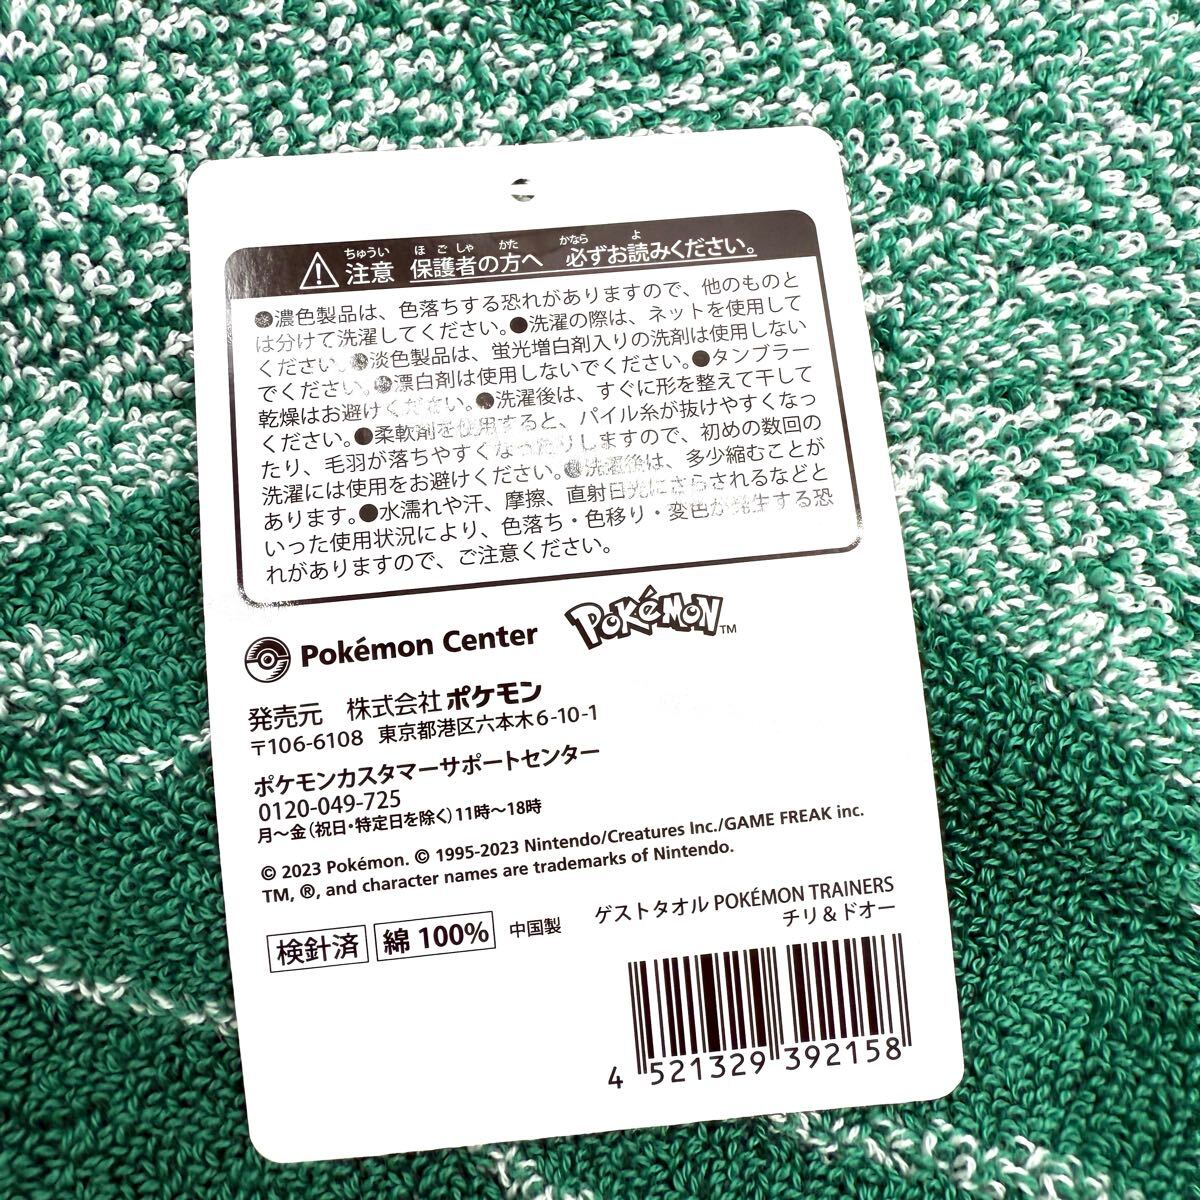 注意 保護者の方へ 必ずお読みください。
ちゅうい ほごしゃ かた かなら よ
●濃色製品は、色落ちする恐れがありますので、他のものと
は分けて洗濯してください。●洗濯の際は、ネットを使用して
ください。●淡色製品は、蛍光増白剤入りの洗剤は使用しない
でください。●漂白剤は使用しないでください。●タンブラー
乾燥はお避けください。●洗濯後は、すぐに形を整えて干して
ください。●柔軟剤を使用すると、パイル糸が抜けやすくなっ
たり、毛羽が落ちやすくなったりしますので、初めの数回の
洗濯には使用をお避けください。●洗濯後は、多少縮むことが
あります。●水濡れや汗、摩擦、直射日光にさらされるなどと
いった使用状況により、色落ち・色移り・変色が発生する恐
れがありますので、ご注意ください。
Pokémon Center POKéMON TM
発売元 株式会社ポケモン
〒106-6108 東京都港区六本木6-10-1
ポケモンカスタマーサポートセンター
0120-049-725
月～金(祝日・特定日を除く)11時～18時
© 2023 Pokémon. © 1995-2023 Nintendo/Creatures Inc./GAME FREAK inc.
TM, ®, and character names are trademarks of Nintendo.
検針済 綿 100% 中国製
ゲストタオル POKÉMON TRAINERS
チリ＆ドオー
4 521329 392158